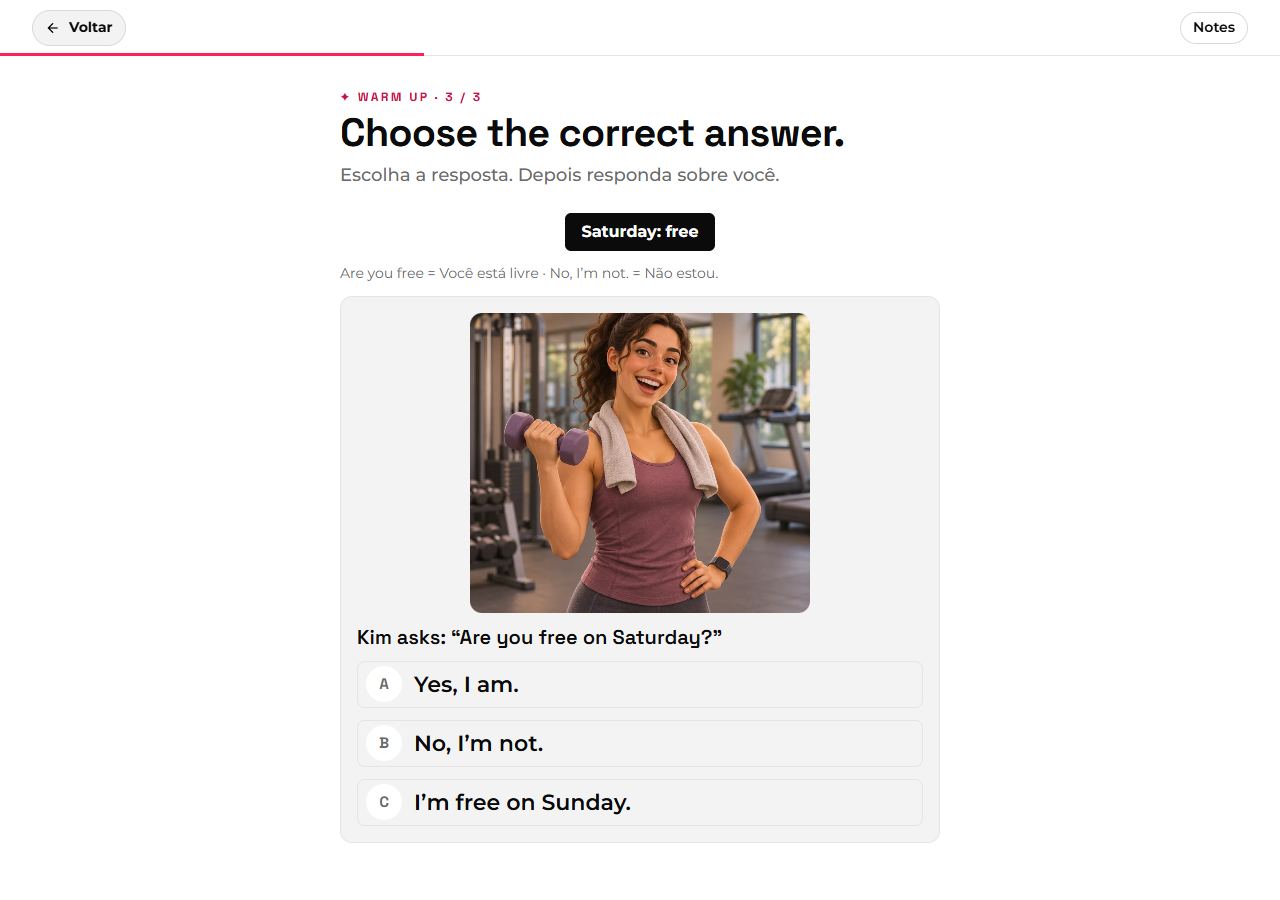 ← Voltar
Notes
✦ WARM UP · 3 / 3
Choose the correct answer.
Escolha a resposta. Depois responda sobre você.
Saturday: free
Are you free = Você está livre · No, I’m not. = Não estou.
Kim asks: “Are you free on Saturday?”
A Yes, I am.
B No, I’m not.
C I’m free on Sunday.